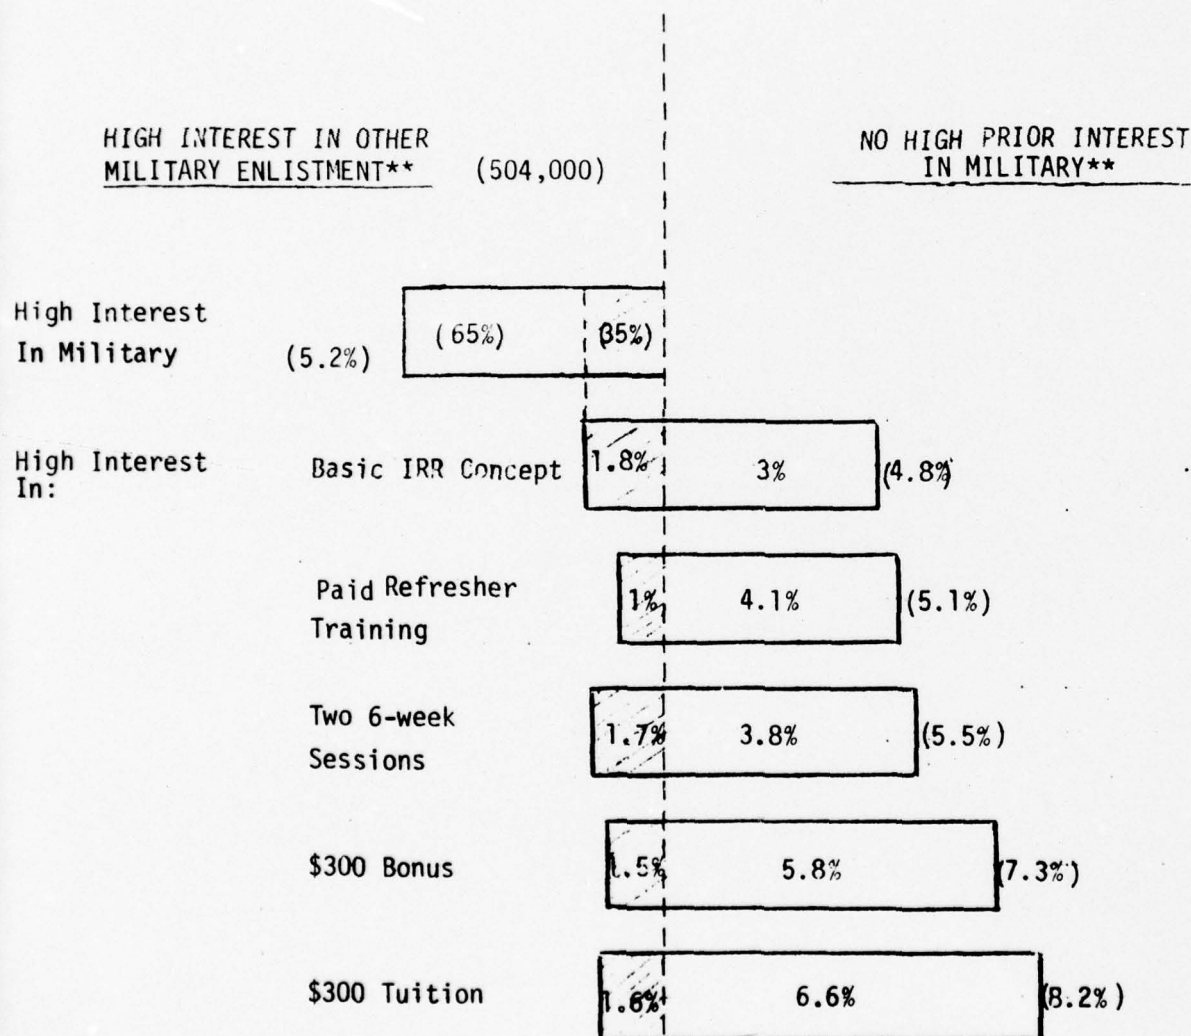 HIGH INTEREST IN OTHER
MILITARY ENLISTMENT** (504,000)
NO HIGH PRIOR INTEREST
IN MILITARY**
High Interest
In Military
(5.2%)
(65%)
(35%)
High Interest
In:
Basic IRR Concept
1.8%
3%
(4.8%)
Paid Refresher
Training
1%
4.1%
(5.1%)
Two 6-week
Sessions
1.7%
3.8%
(5.5%)
$300 Bonus
1.5%
5.8%
(7.3%)
$300 Tuition
1.6%
6.6%
(8.2%)